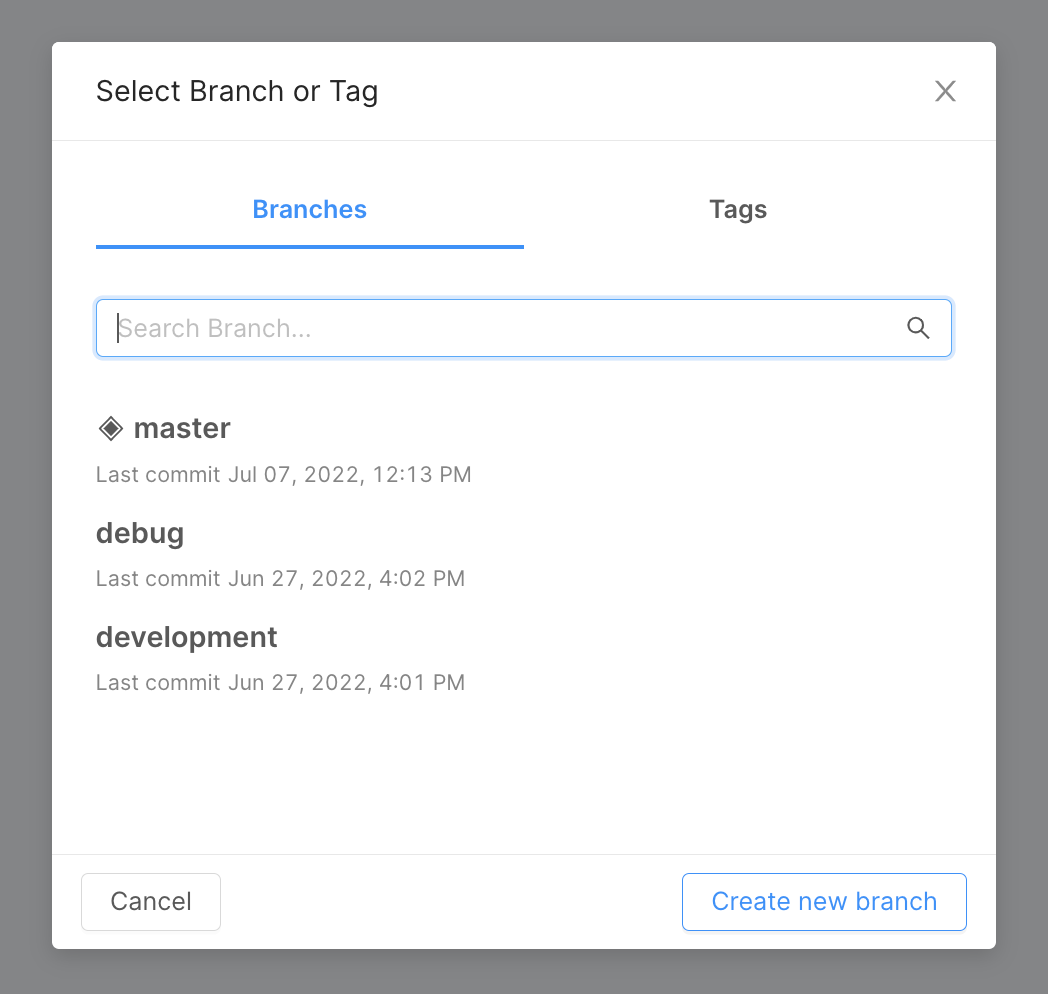 Select Branch or Tag
Branches
Tags
Search Branch...
master
Last commit Jul 07, 2022, 12:13 PM
debug
Last commit Jun 27, 2022, 4:02 PM
development
Last commit Jun 27, 2022, 4:01 PM
Cancel
Create new branch